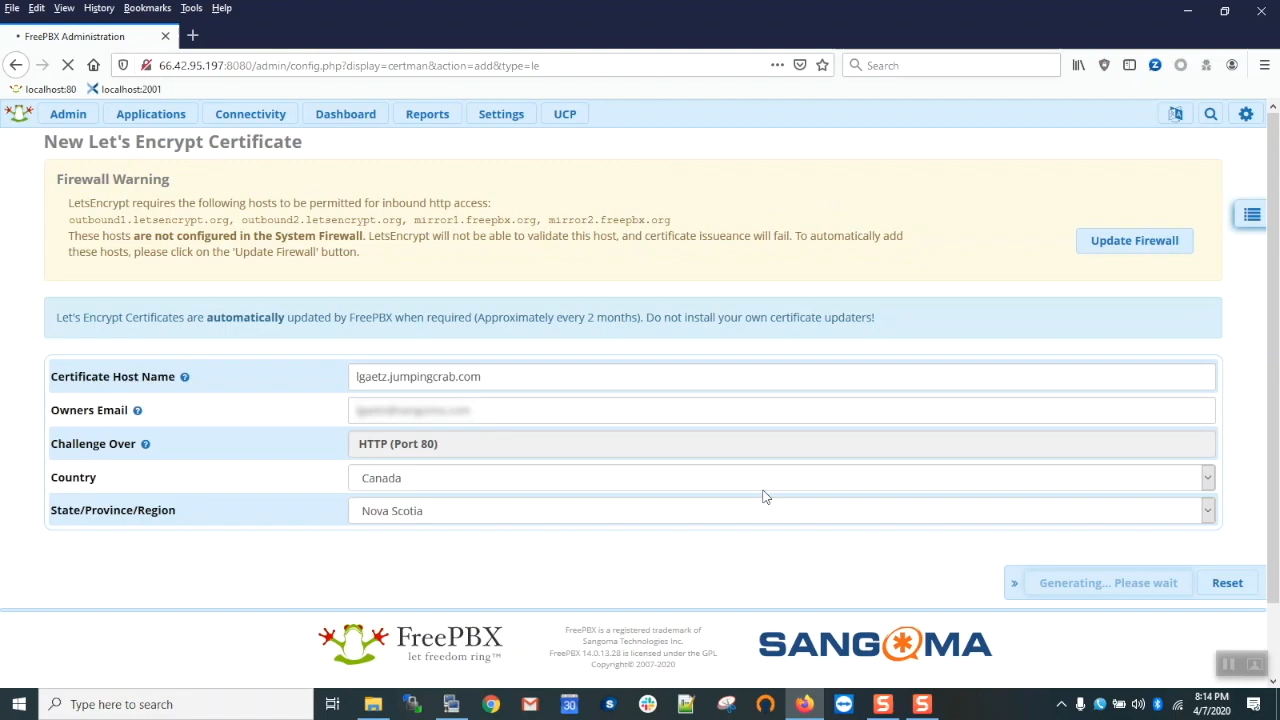 File Edit View History Bookmarks Tools Help
FreePBX Administration
66.42.95.197:8080/admin/config.php?display=certman&action=add&type=le
Search
localhost:80 localhost:2001
Admin Applications Connectivity Dashboard Reports Settings UCP
New Let's Encrypt Certificate
Firewall Warning
LetsEncrypt requires the following hosts to be permitted for inbound http access:
outbound1.letsencrypt.org, outbound2.letsencrypt.org, mirror1.freepbx.org, mirror2.freepbx.org
These hosts are not configured in the System Firewall. LetsEncrypt will not be able to validate this host, and certificate issueance will fail. To automatically add
these hosts, please click on the 'Update Firewall' button.
Update Firewall
Let's Encrypt Certificates are automatically updated by FreePBX when required (Approximately every 2 months). Do not install your own certificate updaters!
Certificate Host Name lgaetz.jumpingcrab.com
Owners Email
Challenge Over HTTP (Port 80)
Country Canada
State/Province/Region Nova Scotia
Generating... Please wait Reset
FreePBX
let freedom ring™
FreePBX is a registered trademark of
Sangoma Technologies Inc.
FreePBX 14.0.13.28 is licensed under the GPL
Copyright© 2007-2020
SANGOMA
Type here to search
8:14 PM
4/7/2020